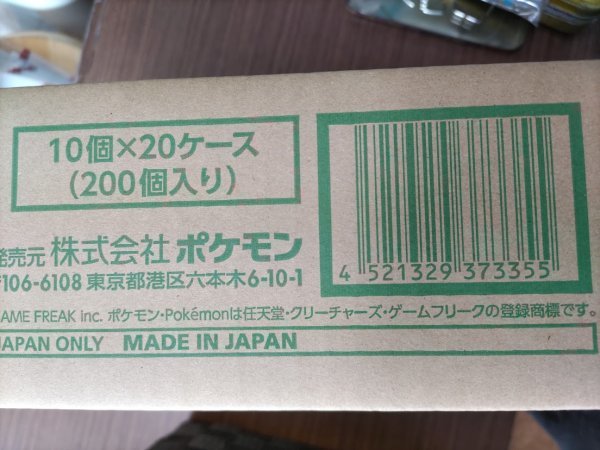 10個×20ケース
(200個入り)
発売元 株式会社 ポケモン
〒106-6108 東京都港区六本木6-10-1
4 521329 373355
GAME FREAK inc. ポケモン・Pokémonは任天堂・クリーチャーズ・ゲームフリークの登録商標です。
JAPAN ONLY MADE IN JAPAN